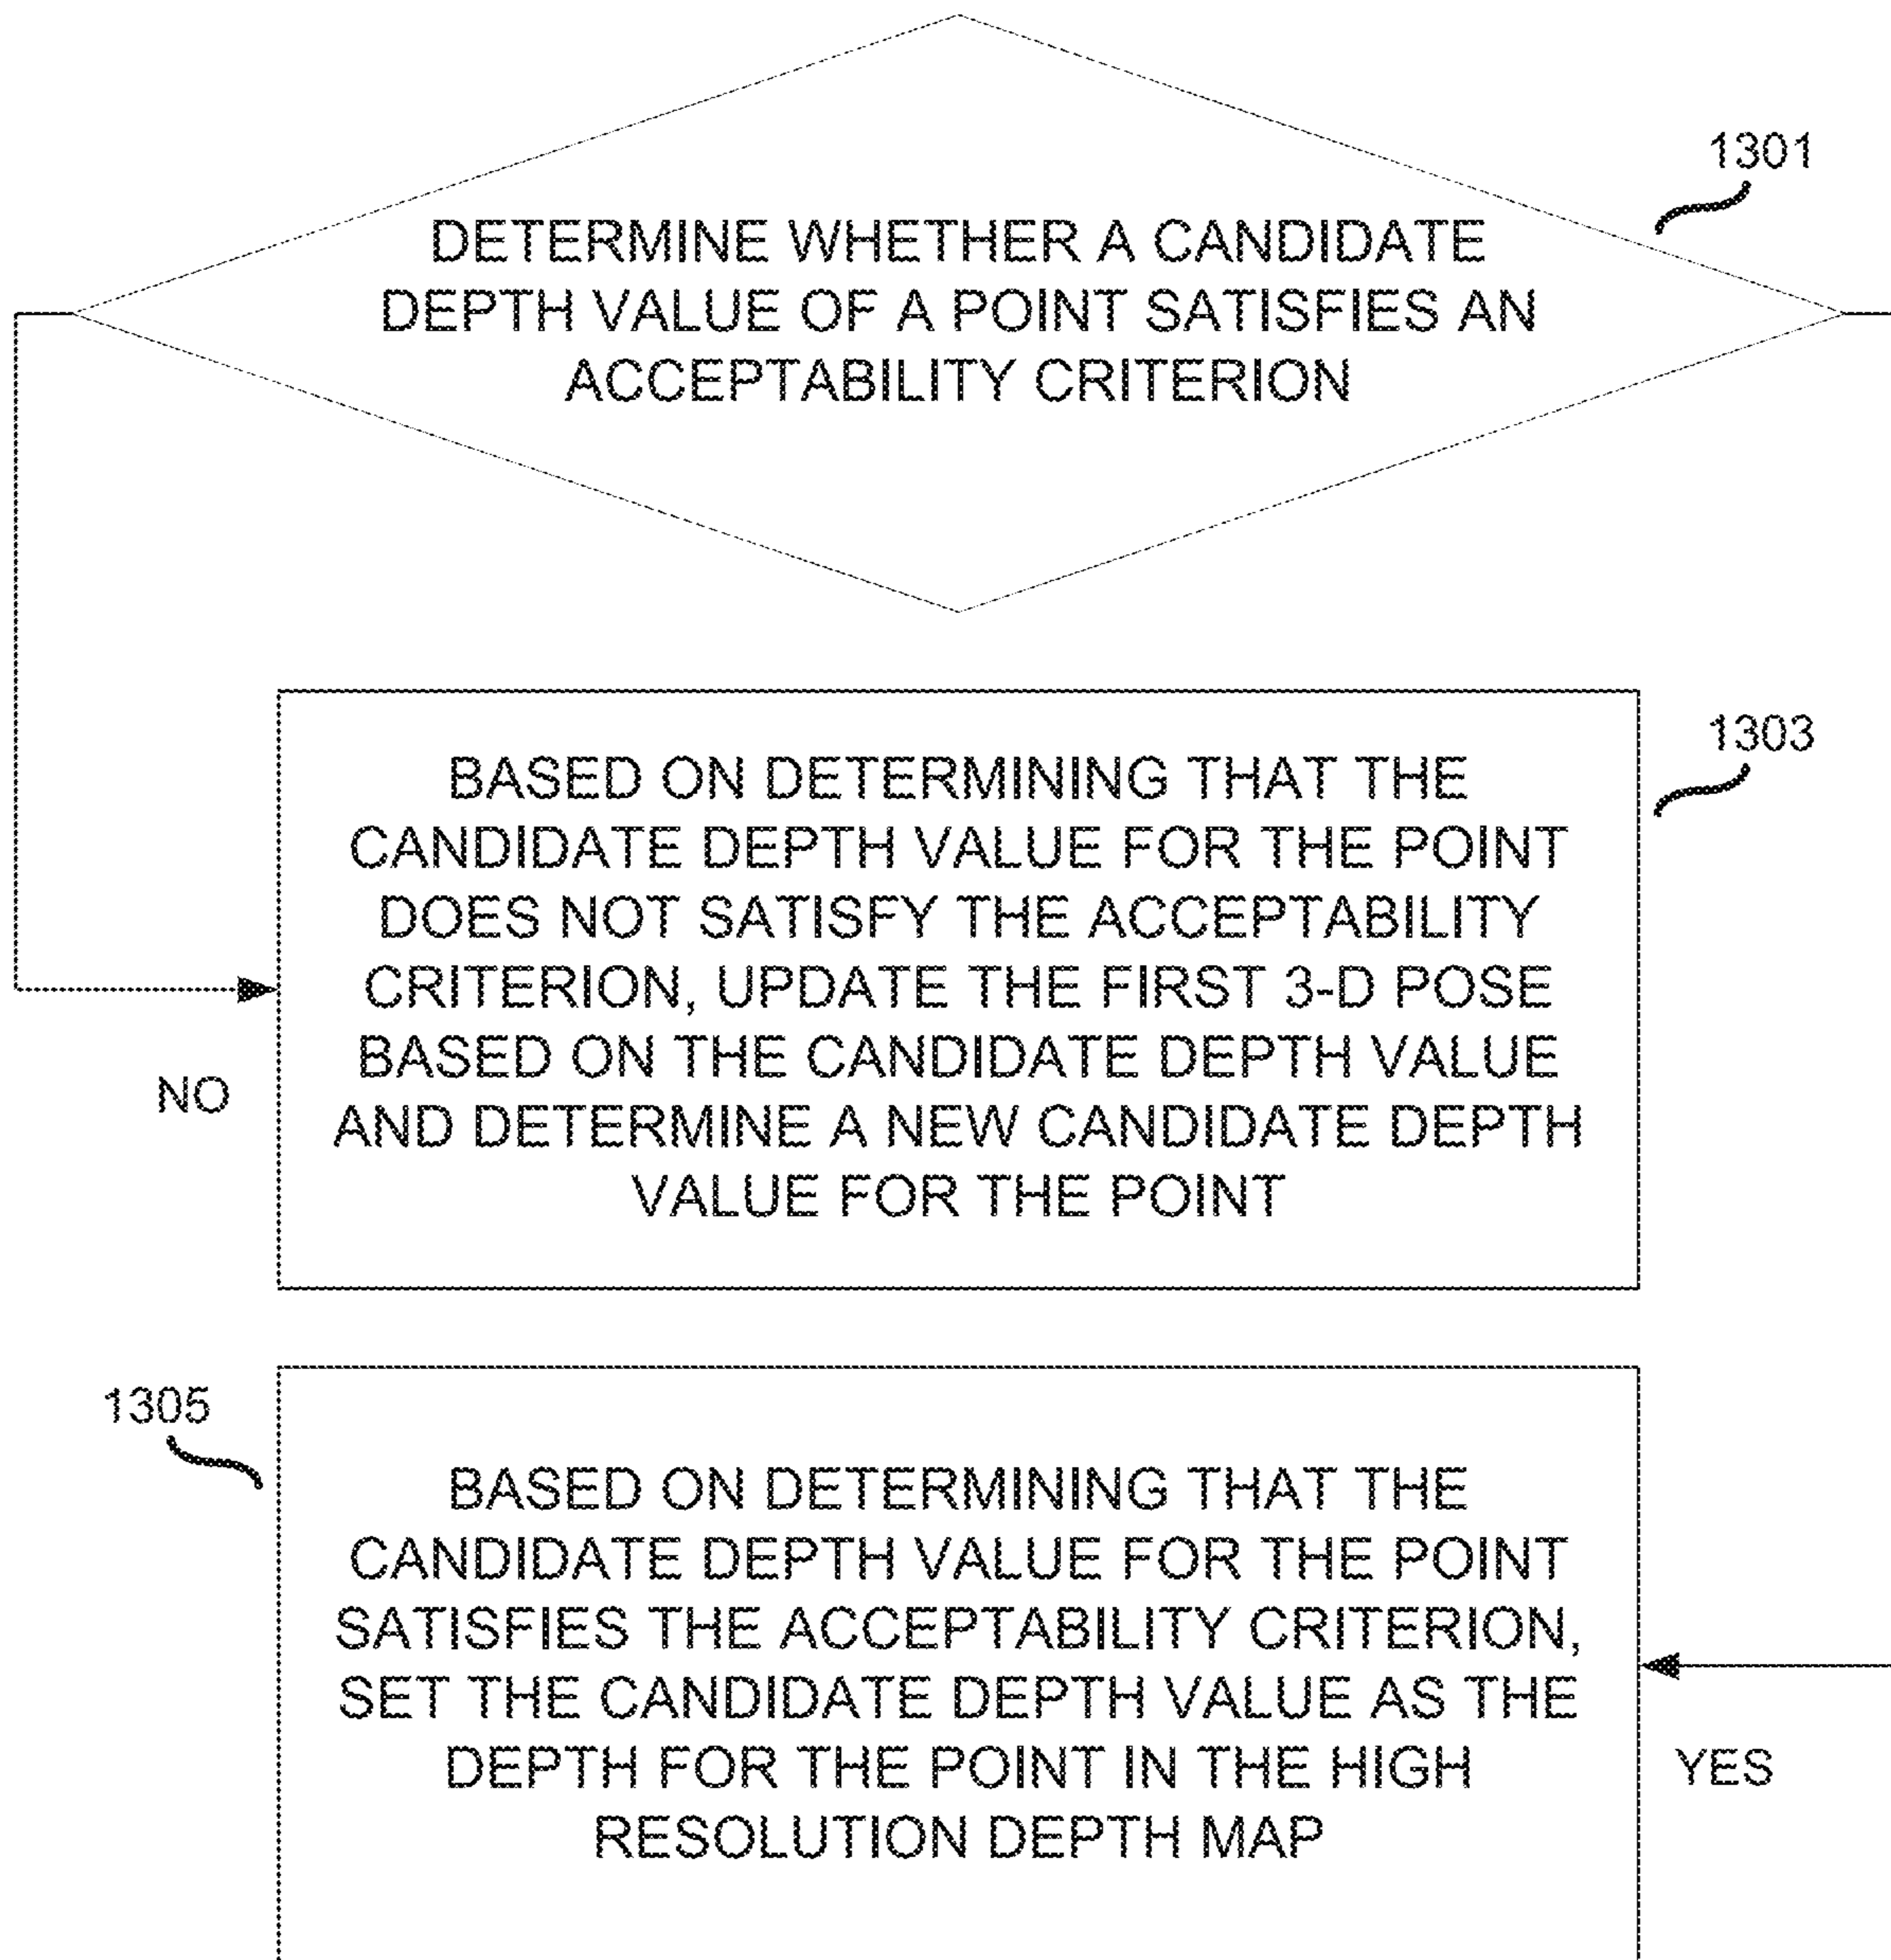 1301
DETERMINE WHETHER A CANDIDATE
DEPTH VALUE OF A POINT SATISFIES AN
ACCEPTABILITY CRITERION
1303
BASED ON DETERMINING THAT THE
CANDIDATE DEPTH VALUE FOR THE POINT
DOES NOT SATISFY THE ACCEPTABILITY
CRITERION, UPDATE THE FIRST 3-D POSE
BASED ON THE CANDIDATE DEPTH VALUE
AND DETERMINE A NEW CANDIDATE DEPTH
VALUE FOR THE POINT
NO
1305
BASED ON DETERMINING THAT THE
CANDIDATE DEPTH VALUE FOR THE POINT
SATISFIES THE ACCEPTABILITY CRITERION,
SET THE CANDIDATE DEPTH VALUE AS THE
DEPTH FOR THE POINT IN THE HIGH
RESOLUTION DEPTH MAP
YES